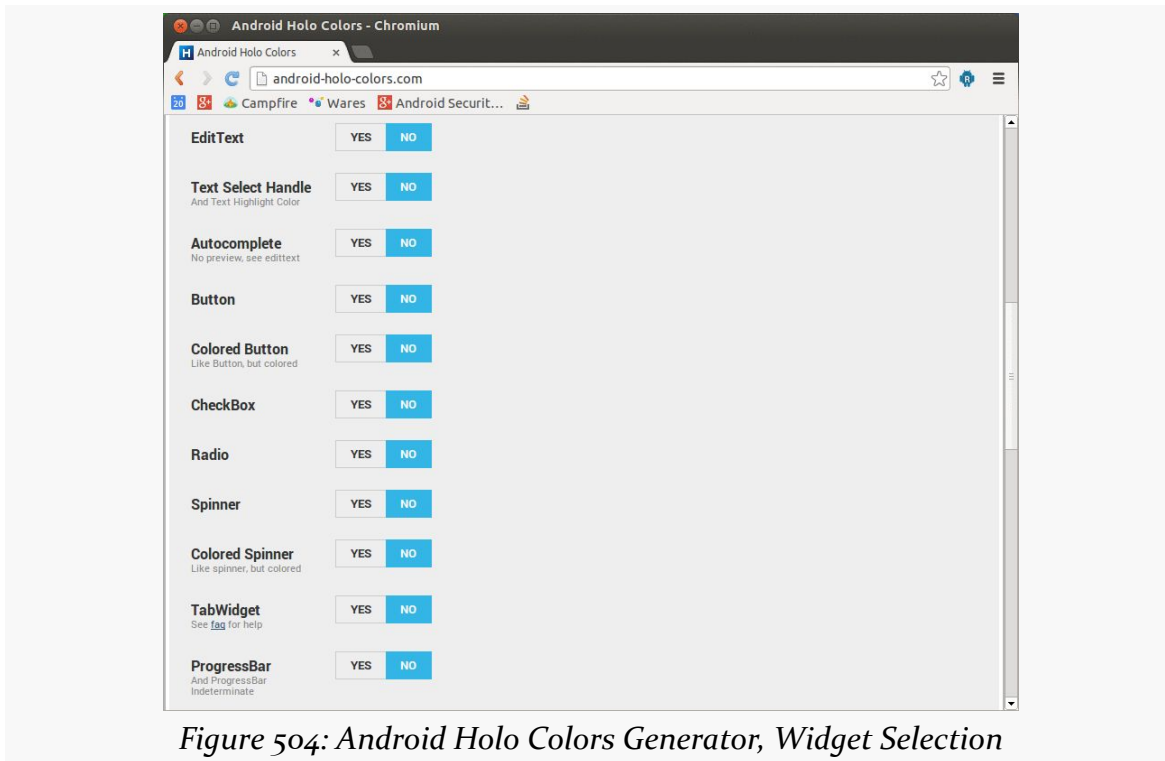 Android Holo Colors - Chromium
H Android Holo Colors ×
android-holo-colors.com
20 8+ Campfire Wares 8+ Android Securit...
EditText YES NO
Text Select Handle YES NO
And Text Highlight Color
Autocomplete YES NO
No preview, see edittext
Button YES NO
Colored Button YES NO
Like Button, but colored
CheckBox YES NO
Radio YES NO
Spinner YES NO
Colored Spinner YES NO
Like spinner, but colored
TabWidget YES NO
See faq for help
ProgressBar YES NO
And ProgressBar
Indeterminate
Figure 504: Android Holo Colors Generator, Widget Selection